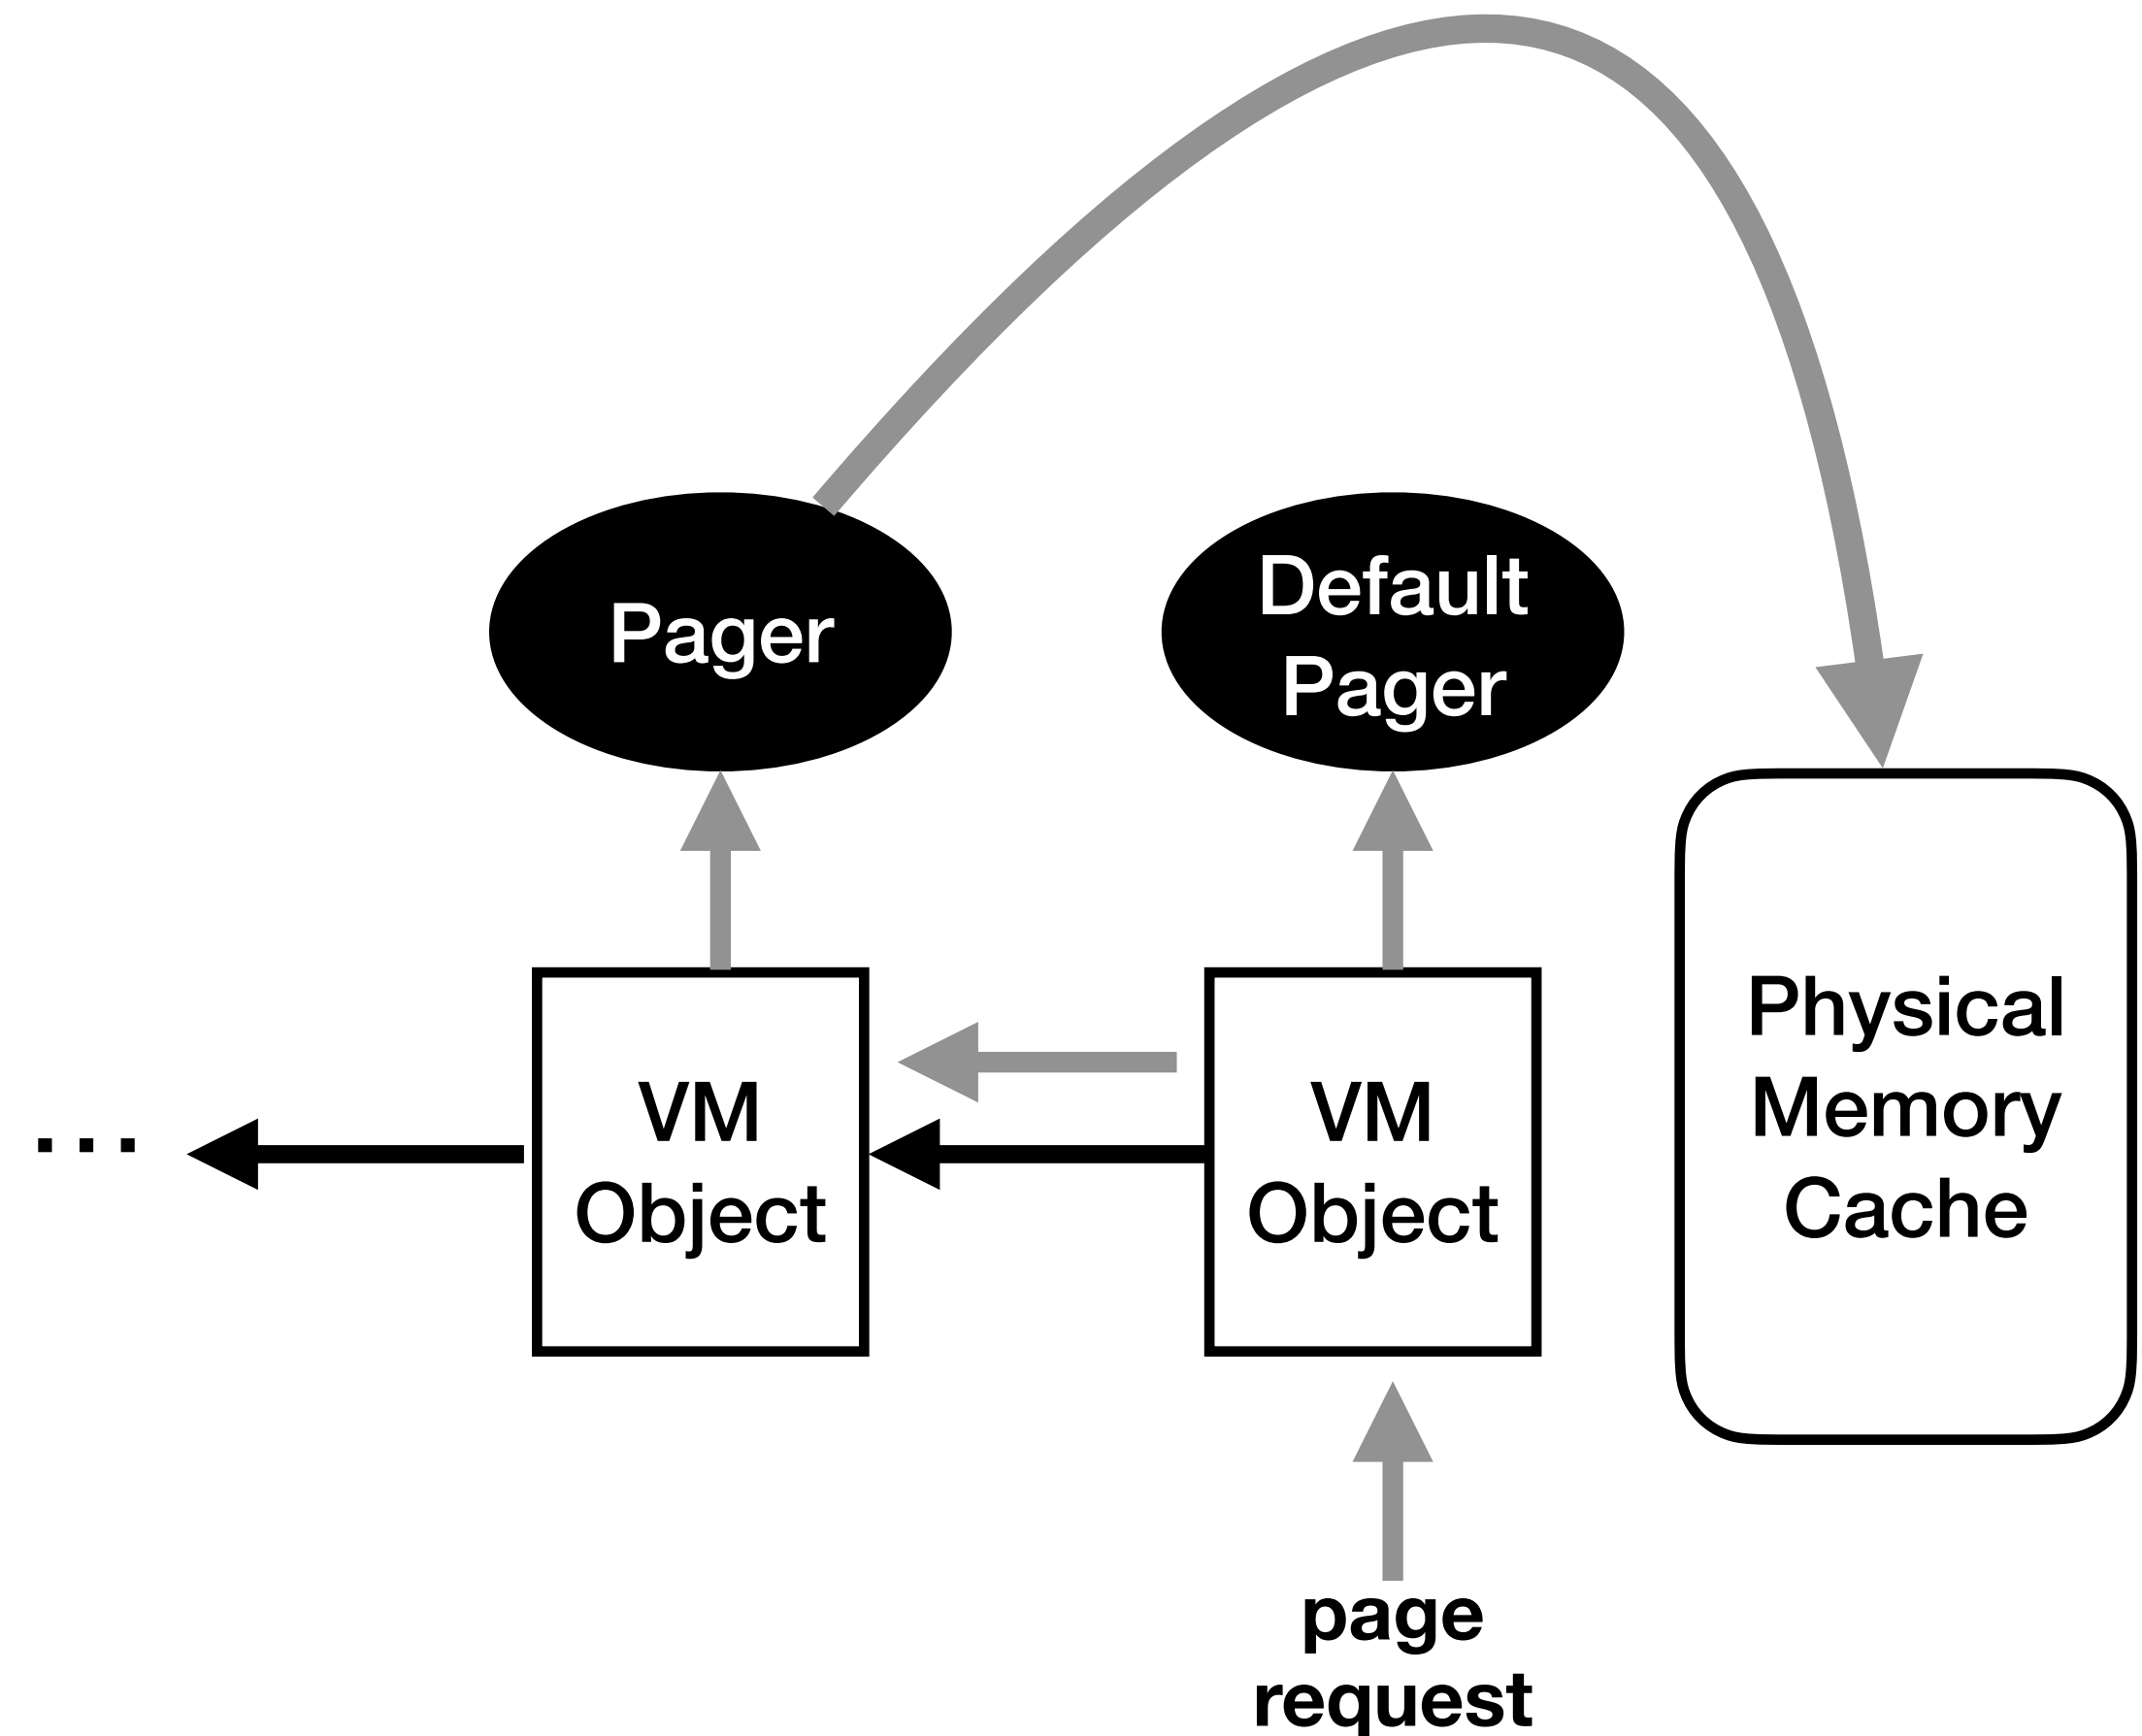 Pager
Default
Pager
Physical
Memory
Cache
...
VM
Object
VM
Object
page
request